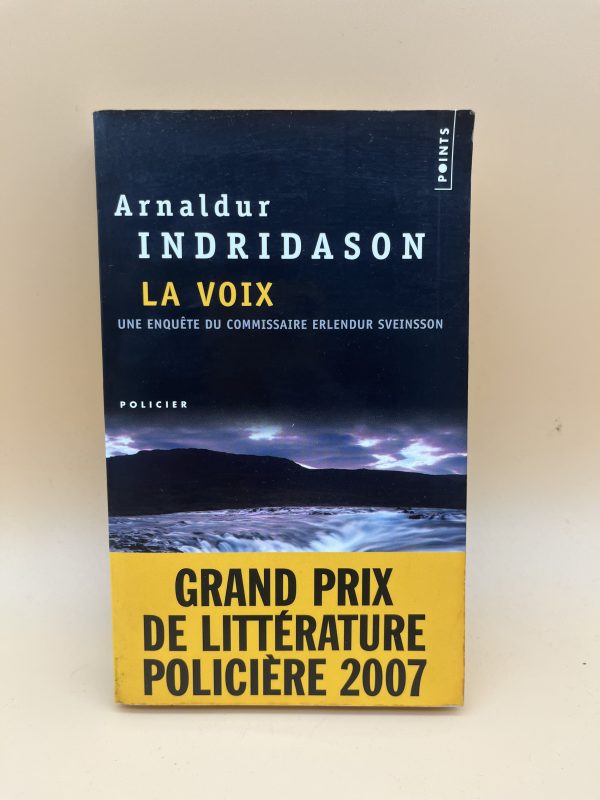 POINTS
Arnaldur
INDRIDASON
LA VOIX
UNE ENQUÊTE DU COMMISSAIRE ERLENDUR SVEINSSON
POLICIER
GRAND PRIX
DE LITTÉRATURE
POLICIÈRE 2007